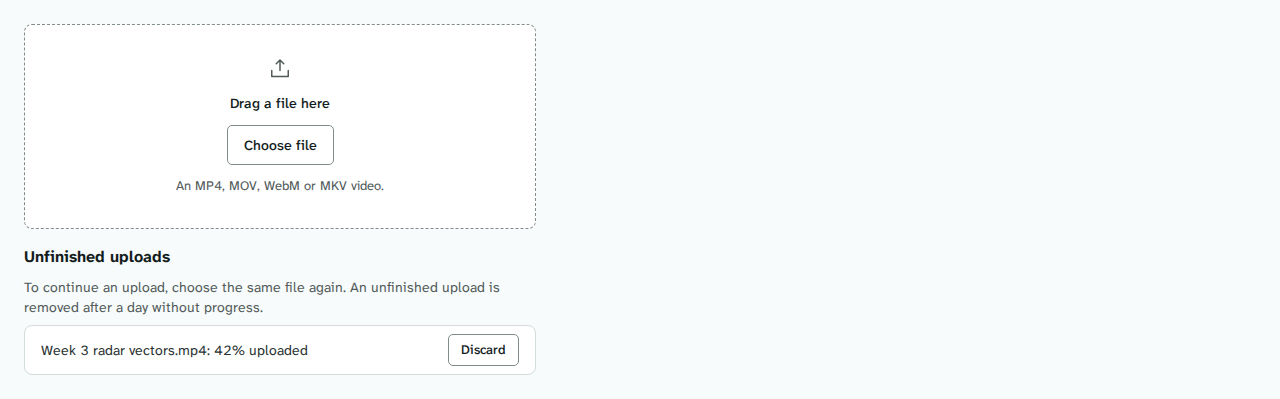 Drag a file here
Choose file
An MP4, MOV, WebM or MKV video.
Unfinished uploads
To continue an upload, choose the same file again. An unfinished upload is
removed after a day without progress.
Week 3 radar vectors.mp4: 42% uploaded
Discard